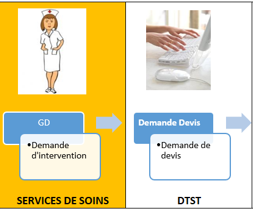 GD
•Demande
d'intervention
SERVICES DE SOINS
Demande Devis
•Demande de
devis
DTST